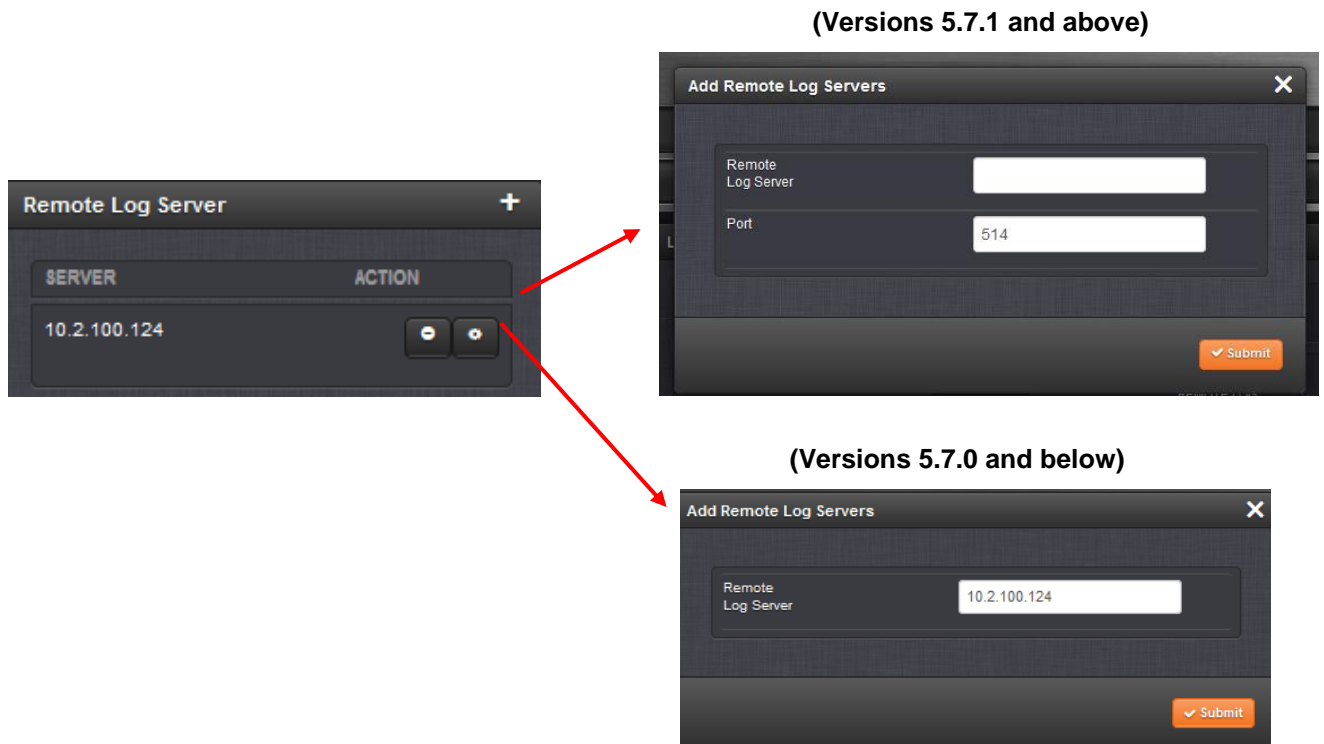 (Versions 5.7.1 and above)
Add Remote Log Servers
Remote
Log Server
Port
514
Submit
Remote Log Server
SERVER
ACTION
10.2.100.124
(Versions 5.7.0 and below)
Add Remote Log Servers
Remote
Log Server
10.2.100.124
Submit